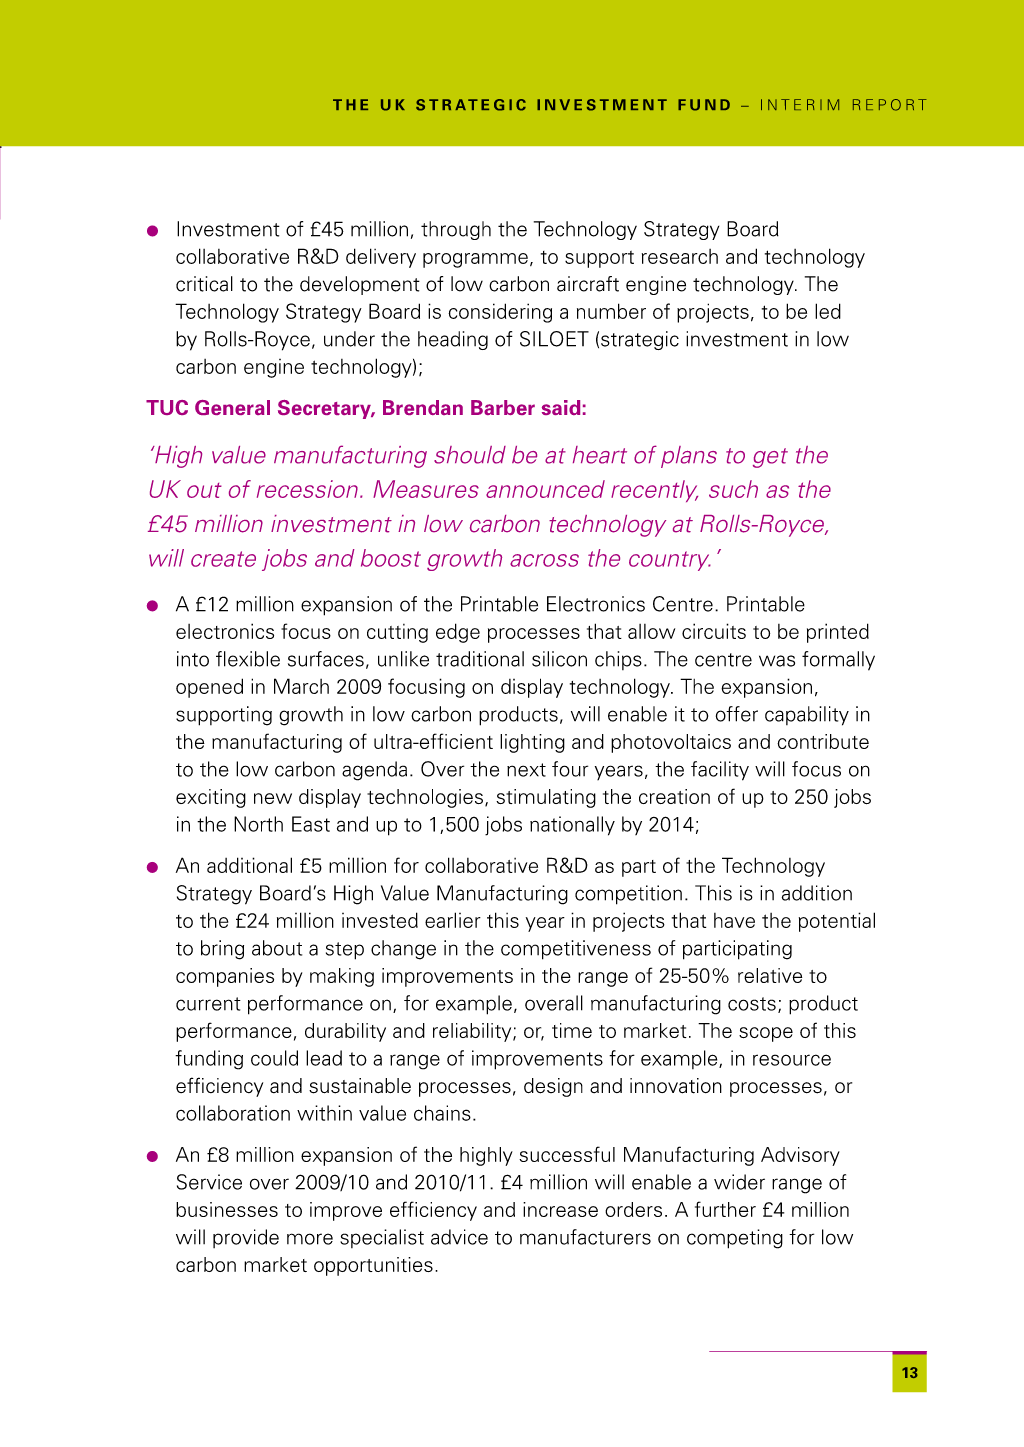 THE UK STRATEGIC INVESTMENT FUND – INTERIM REPORT
● Investment of £45 million, through the Technology Strategy Board
collaborative R&D delivery programme, to support research and technology
critical to the development of low carbon aircraft engine technology. The
Technology Strategy Board is considering a number of projects, to be led
by Rolls-Royce, under the heading of SILOET (strategic investment in low
carbon engine technology);
TUC General Secretary, Brendan Barber said:
‘High value manufacturing should be at heart of plans to get the
UK out of recession. Measures announced recently, such as the
£45 million investment in low carbon technology at Rolls-Royce,
will create jobs and boost growth across the country.’
● A £12 million expansion of the Printable Electronics Centre. Printable
electronics focus on cutting edge processes that allow circuits to be printed
into flexible surfaces, unlike traditional silicon chips. The centre was formally
opened in March 2009 focusing on display technology. The expansion,
supporting growth in low carbon products, will enable it to offer capability in
the manufacturing of ultra-efficient lighting and photovoltaics and contribute
to the low carbon agenda. Over the next four years, the facility will focus on
exciting new display technologies, stimulating the creation of up to 250 jobs
in the North East and up to 1,500 jobs nationally by 2014;
● An additional £5 million for collaborative R&D as part of the Technology
Strategy Board’s High Value Manufacturing competition. This is in addition
to the £24 million invested earlier this year in projects that have the potential
to bring about a step change in the competitiveness of participating
companies by making improvements in the range of 25-50% relative to
current performance on, for example, overall manufacturing costs; product
performance, durability and reliability; or, time to market. The scope of this
funding could lead to a range of improvements for example, in resource
efficiency and sustainable processes, design and innovation processes, or
collaboration within value chains.
● An £8 million expansion of the highly successful Manufacturing Advisory
Service over 2009/10 and 2010/11. £4 million will enable a wider range of
businesses to improve efficiency and increase orders. A further £4 million
will provide more specialist advice to manufacturers on competing for low
carbon market opportunities.
13